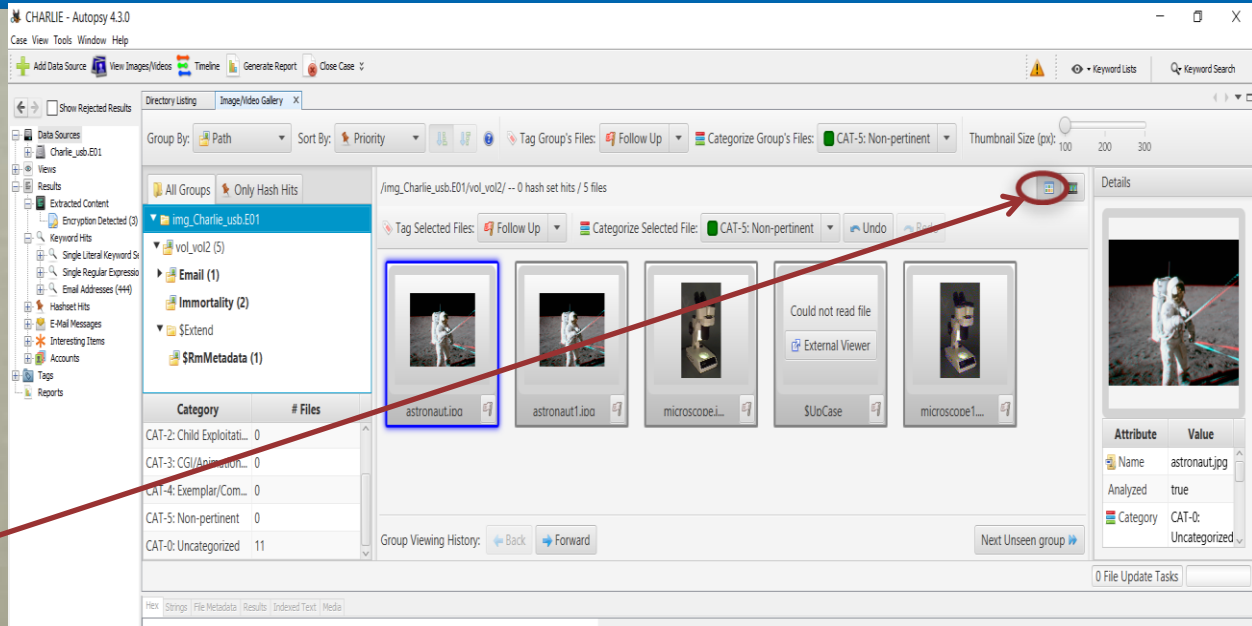 CHARLIE - Autopsy 4.3.0
Case View Tools Window Help
Add Data Source View Images/Videos Timeline Generate Report Close Case
Keyword Lists Keyword Search
Show Rejected Results
Directory Listing Image/Video Gallery X
Group By: Path Sort By: Priority Tag Group's Files: Follow Up Categorize Group's Files: CAT-5: Non-pertinent Thumbnail Size (px): 100 200 300
Data Sources
Charlie_usb.E01
Views
Results
Extracted Content
Encryption Detected (3)
Keyword Hits
Single Literal Keyword Se
Single Regular Expressio
Email Addresses (444)
Hashset Hits
E-Mail Messages
Interesting Items
Accounts
Tags
Reports
All Groups Only Hash Hits
img_Charlie_usb.E01
vol_vol2 (5)
Email (1)
Immortality (2)
$Extend
$RmMetadata (1)
Category # Files
CAT-2: Child Exploitati... 0
CAT-3: CGI/Animation... 0
CAT-4: Exemplar/Com... 0
CAT-5: Non-pertinent 0
CAT-0: Uncategorized 11
/img_Charlie_usb.E01/vol_vol2/ -- 0 hash set hits / 5 files
Tag Selected Files: Follow Up Categorize Selected File: CAT-5: Non-pertinent Undo Redo
Could not read file
External Viewer
astronaut.jpg astronaut1.jpg microscope.j... $UpCase microscope1....
Group Viewing History: Back Forward Next Unseen group
Details
Attribute Value
Name astronaut.jpg
Analyzed true
Category CAT-0:
Uncategorized
0 File Update Tasks
Hex Strings File Metadata Results Indexed Text Media